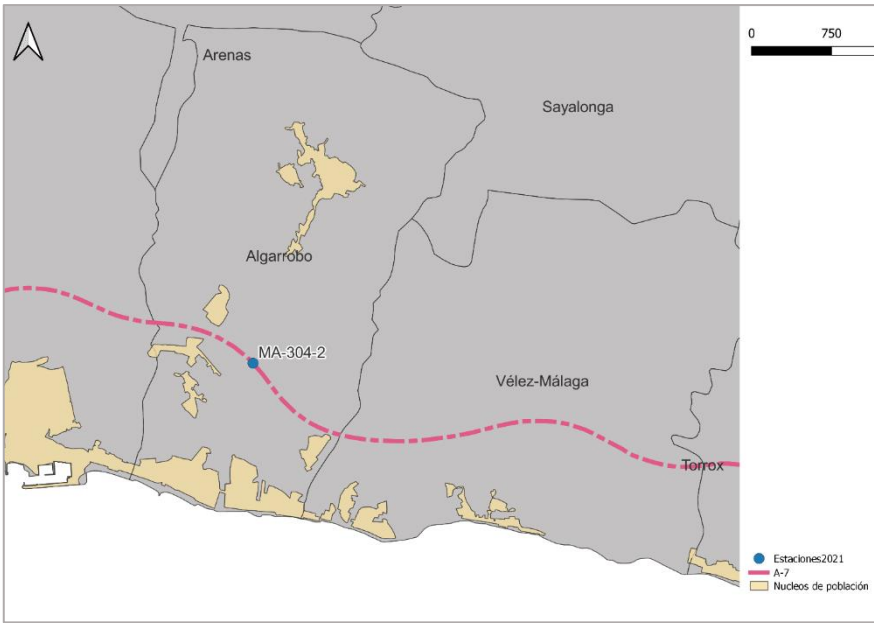 Arenas
0 750
Sayalonga
Algarrobo
MA-304-2
Vélez-Málaga
Torrox
Estaciones2021
A-7
Nucleos de población